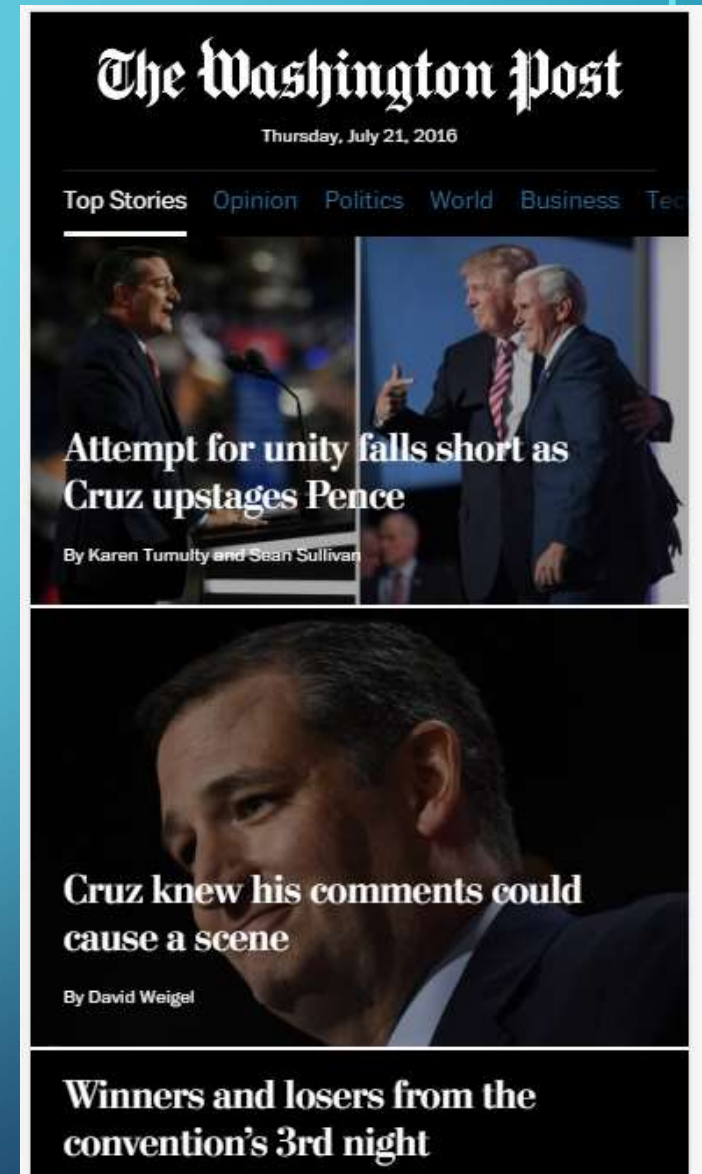 The Washington Post
Thursday, July 21, 2016
Top Stories Opinion Politics World Business Tec
Attempt for unity falls short as
Cruz upstages Pence
By Karen Tumulty and Sean Sullivan
Cruz knew his comments could
cause a scene
By David Weigel
Winners and losers from the
convention's 3rd night